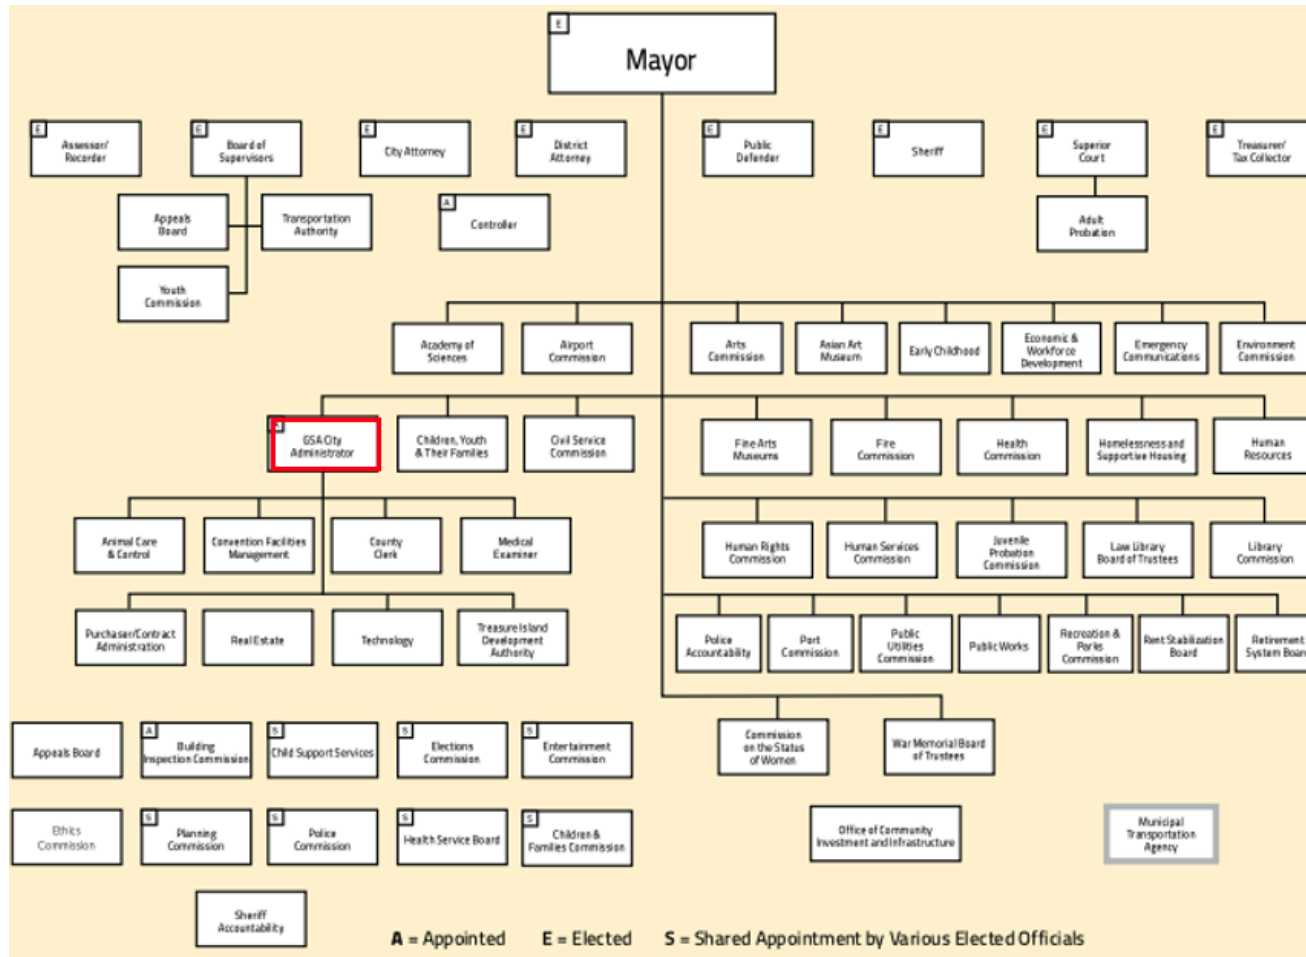 E
Mayor
E
Assessor/
Recorder
E
Board of
Supervisors
E
City Attorney
E
District
Attorney
E
Public
Defender
E
Sheriff
E
Superior
Court
E
Treasurer/
Tax Collector
Appeals
Board
Transportation
Authority
A
Controller
Adult
Probation
Youth
Commission
Academy of
Sciences
Airport
Commission
Arts
Commission
Asian Art
Museum
Early Childhood
Economic &
Workforce
Development
Emergency
Communications
Environment
Commission
GSA City
Administrator
Children, Youth
& Their Families
Civil Service
Commission
Fine Arts
Museums
Fire
Commission
Health
Commission
Homelessness and
Supportive Housing
Human
Resources
Animal Care
& Control
Convention Facilities
Management
County
Clerk
Medical
Examiner
Human Rights
Commission
Human Services
Commission
Juvenile
Probation
Commission
Law Library
Board of Trustees
Library
Commission
Purchaser/Contract
Administration
Real Estate
Technology
Treasure Island
Development
Authority
Police
Accountability
Port
Commission
Public
Utilities
Commission
Public Works
Recreation &
Parks
Commission
Rent Stabilization
Board
Retirement
System Boar
Appeals Board
A
Building
Inspection Commission
S
Child Support Services
S
Elections
Commission
S
Entertainment
Commission
Commission
on the Status
of Women
War Memorial Board
of Trustees
Ethics
Commission
S
Planning
Commission
S
Police
Commission
S
Health Service Board
S
Children &
Families Commission
Office of Community
Investment and Infrastructure
Municipal
Transportation
Agency
Sheriff
Accountability
A = Appointed E = Elected S = Shared Appointment by Various Elected Officials